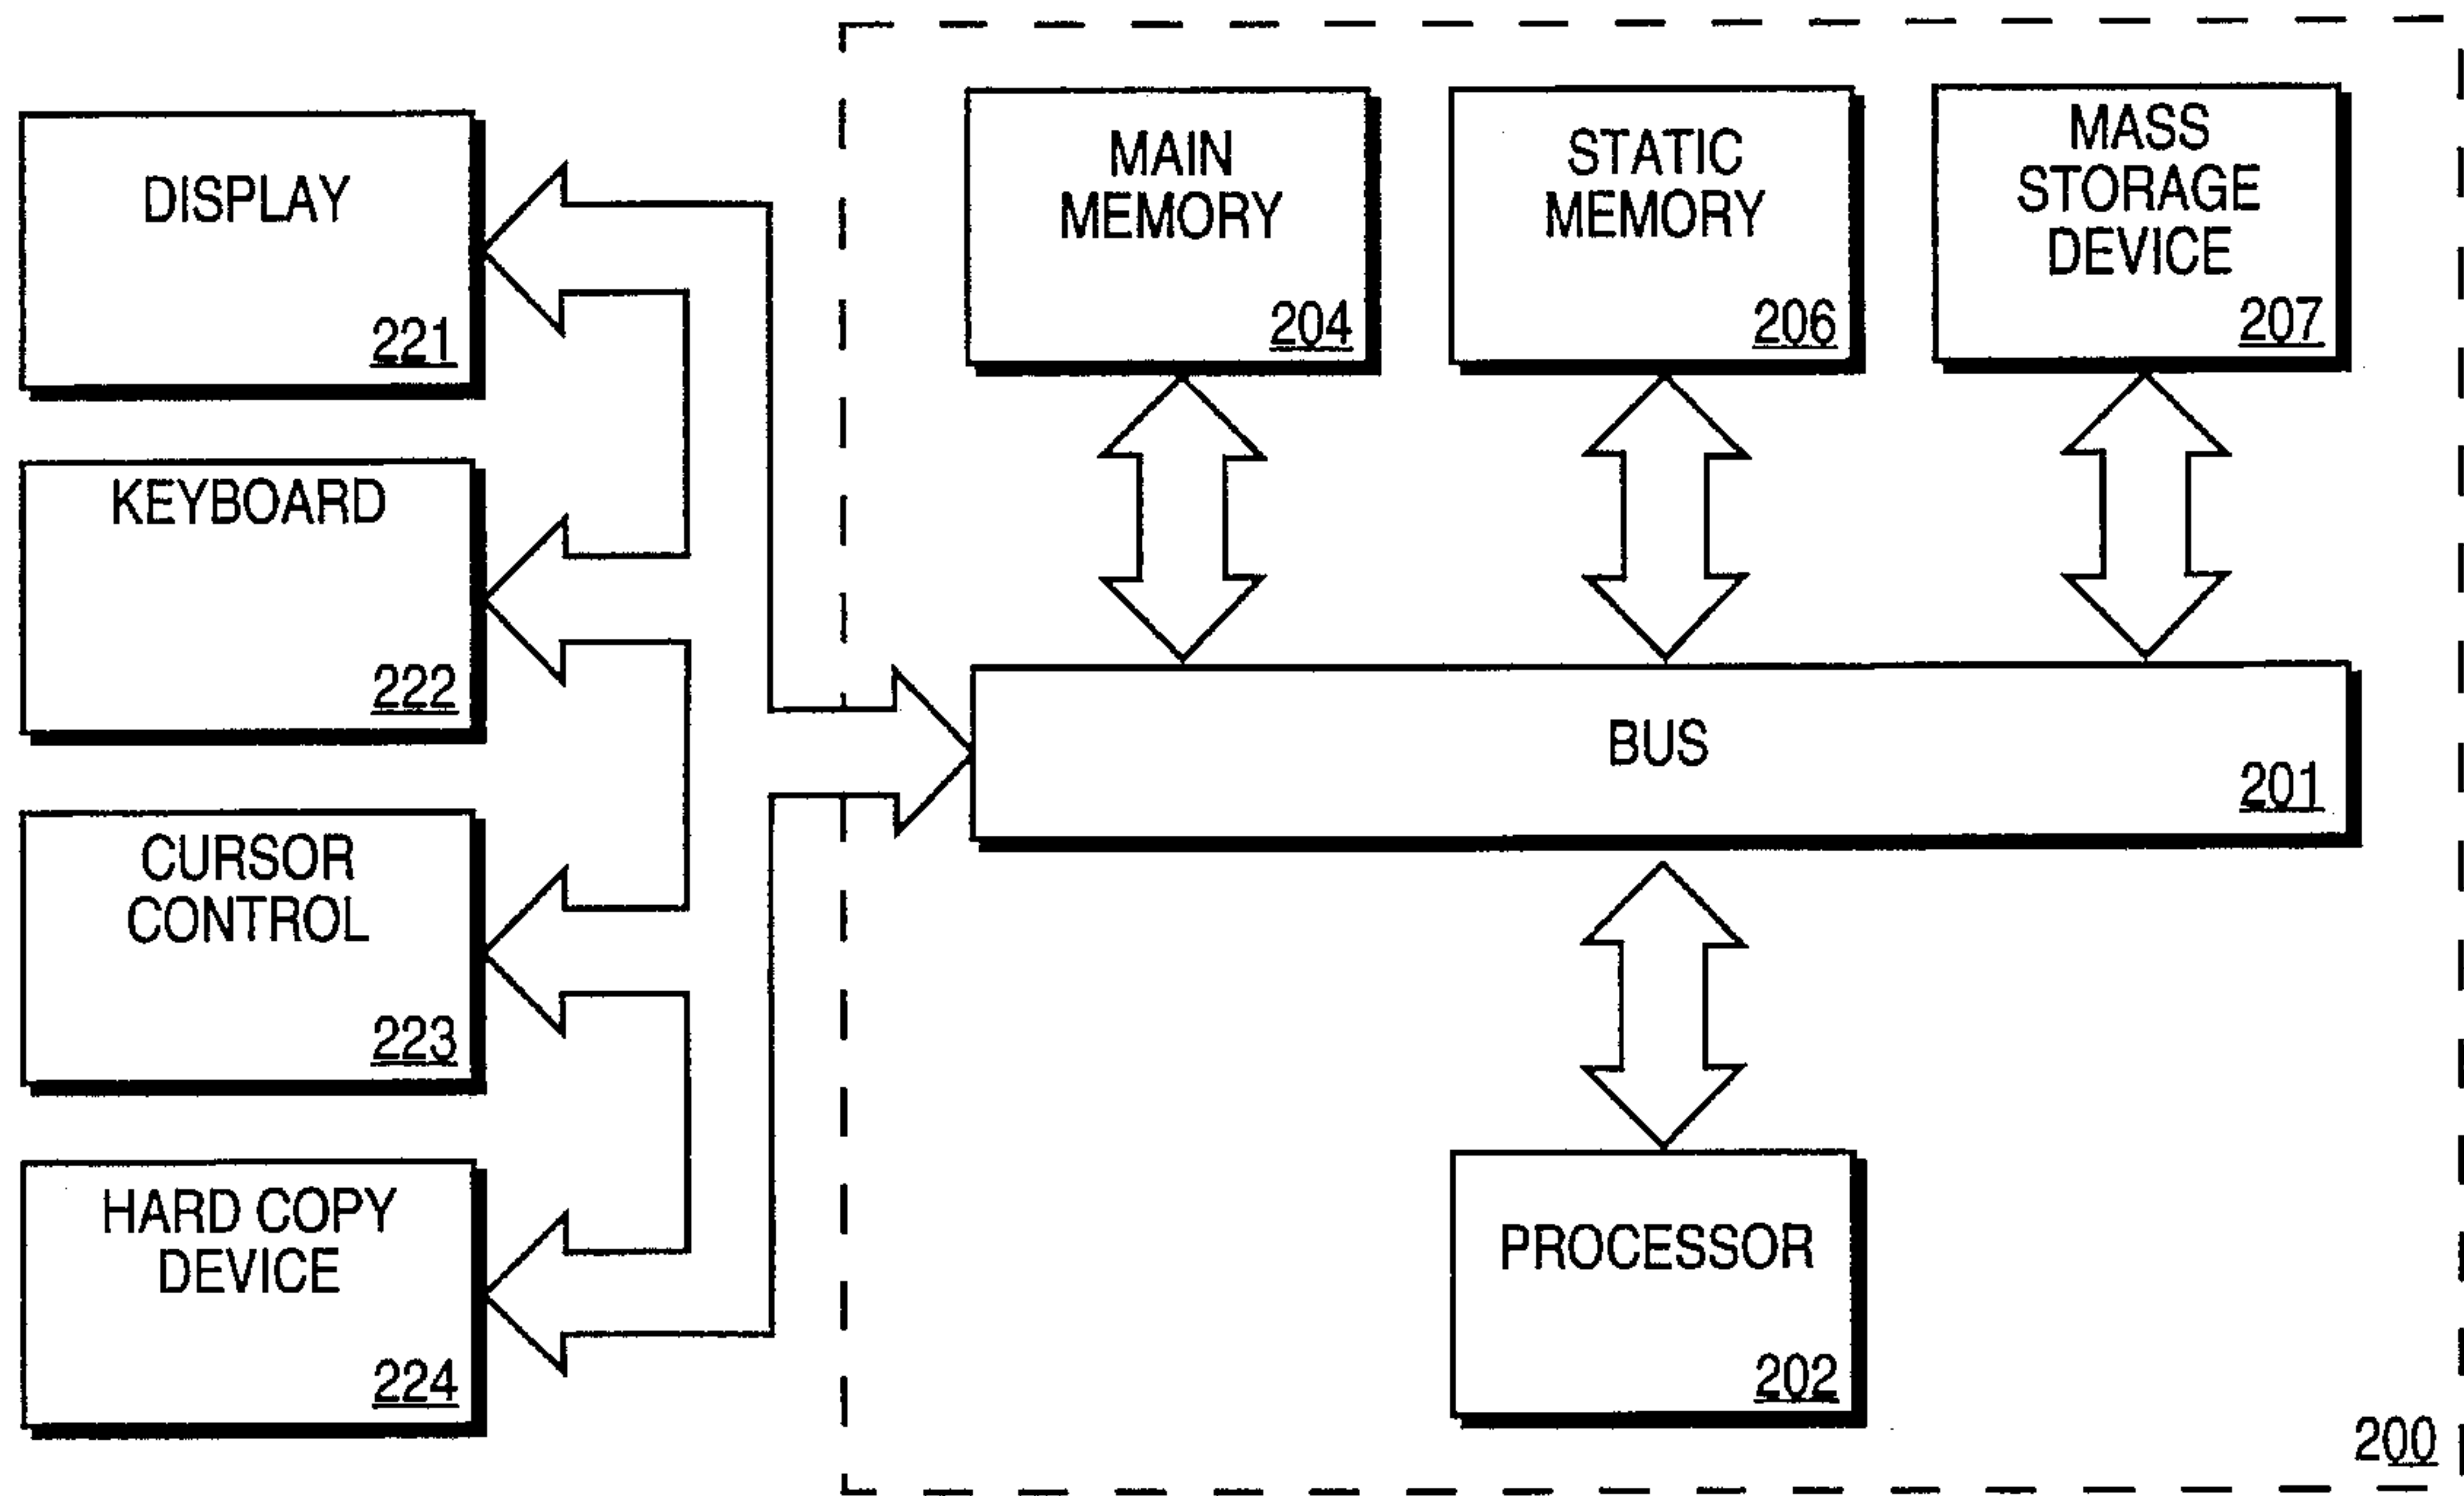 DISPLAY
221
KEYBOARD
222
CURSOR
CONTROL
223
HARD COPY
DEVICE
224
MAIN
MEMORY
204
STATIC
MEMORY
206
MASS
STORAGE
DEVICE
207
BUS
201
PROCESSOR
202
200